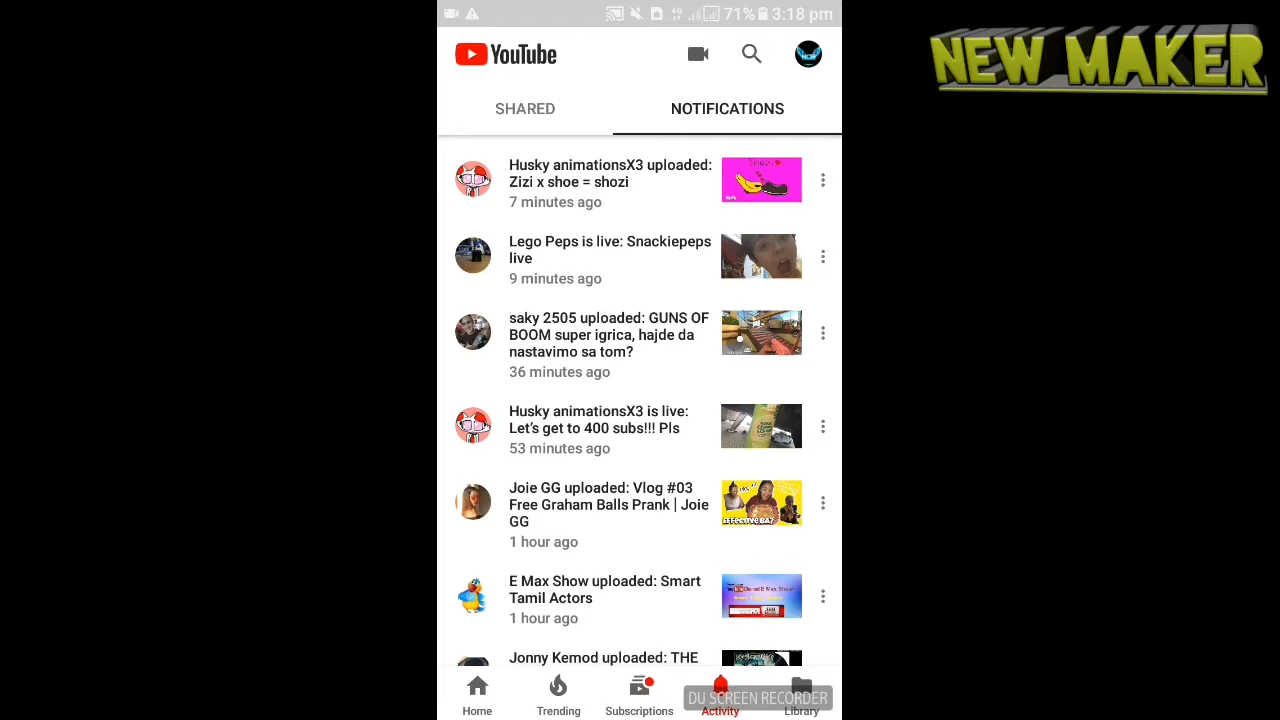 4G 71% 3:18 pm
NEW MAKER
YouTube
SHARED NOTIFICATIONS
Husky animationsX3 uploaded:
Zizi x shoe = shozi
7 minutes ago
Lego Peps is live: Snackiepeps
live
9 minutes ago
saky 2505 uploaded: GUNS OF
BOOM super igrica, hajde da
nastavimo sa tom?
36 minutes ago
Husky animationsX3 is live:
Let's get to 400 subs!!! Pls
53 minutes ago
Joie GG uploaded: Vlog #03
Free Graham Balls Prank | Joie
GG
EFFECTIVE BA?
1 hour ago
E Max Show uploaded: Smart
Tamil Actors
1 hour ago
Jonny Kemod uploaded: THE
DU SCREEN RECORDER
Home Trending Subscriptions Activity Library